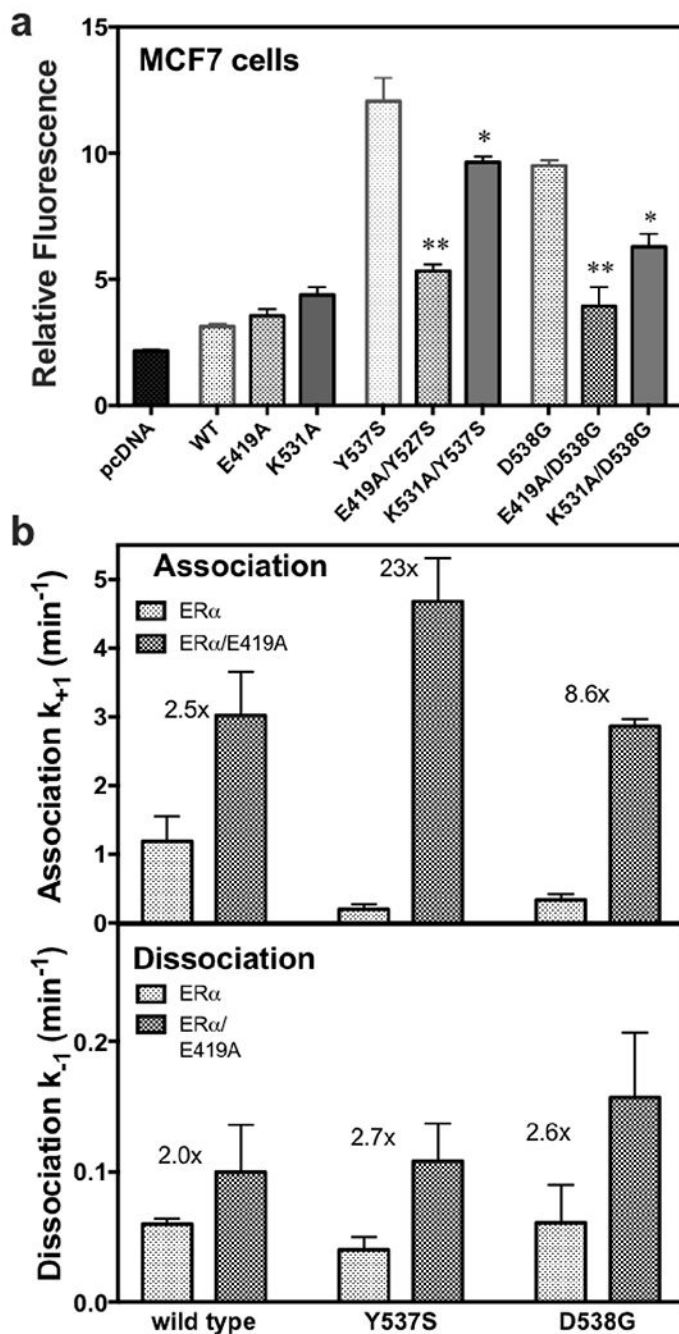 a
MCF7 cells
Relative Fluorescence
15
10
5
0
*
**
*
**
pcDNA
WT
E419A
K531A
Y537S
E419A/Y527S
K531A/Y537S
D538G
E419A/D538G
K531A/D538G
b
Association
ERα
ERα/E419A
Association k+1 (min-1)
5
4
3
2
1
0
2.5x
23x
8.6x
Dissociation
ERα
ERα/
E419A
Dissociation k-1 (min-1)
0.2
0.1
0.0
2.0x
2.7x
2.6x
wild type
Y537S
D538G